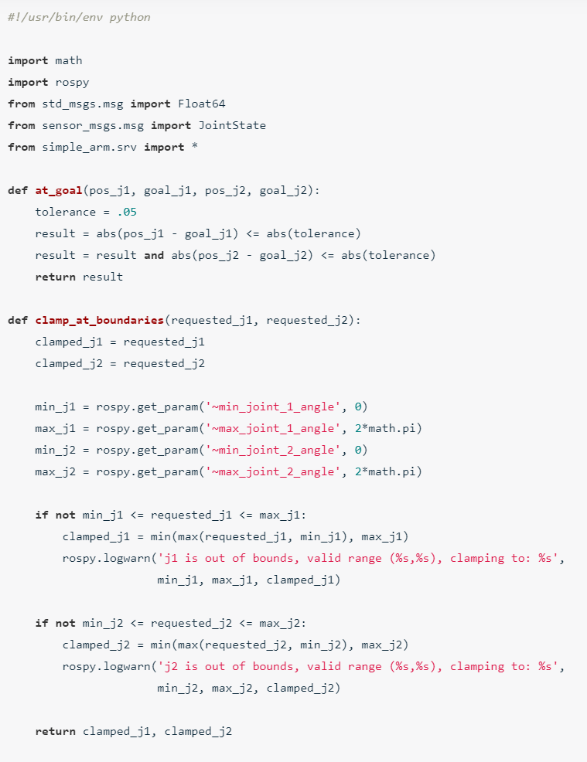 #!/usr/bin/env python
import math
import rospy
from std_msgs.msg import Float64
from sensor_msgs.msg import JointState
from simple_arm.srv import *
def at_goal(pos_j1, goal_j1, pos_j2, goal_j2):
    tolerance = .05
    result = abs(pos_j1 - goal_j1) <= abs(tolerance)
    result = result and abs(pos_j2 - goal_j2) <= abs(tolerance)
    return result
def clamp_at_boundaries(requested_j1, requested_j2):
    clamped_j1 = requested_j1
    clamped_j2 = requested_j2
    min_j1 = rospy.get_param('~min_joint_1_angle', 0)
    max_j1 = rospy.get_param('~max_joint_1_angle', 2*math.pi)
    min_j2 = rospy.get_param('~min_joint_2_angle', 0)
    max_j2 = rospy.get_param('~max_joint_2_angle', 2*math.pi)
    if not min_j1 <= requested_j1 <= max_j1:
        clamped_j1 = min(max(requested_j1, min_j1), max_j1)
        rospy.logwarn('j1 is out of bounds, valid range (%s,%s), clamping to: %s',
                      min_j1, max_j1, clamped_j1)
    if not min_j2 <= requested_j2 <= max_j2:
        clamped_j2 = min(max(requested_j2, min_j2), max_j2)
        rospy.logwarn('j2 is out of bounds, valid range (%s,%s), clamping to: %s',
                      min_j2, max_j2, clamped_j2)
    return clamped_j1, clamped_j2